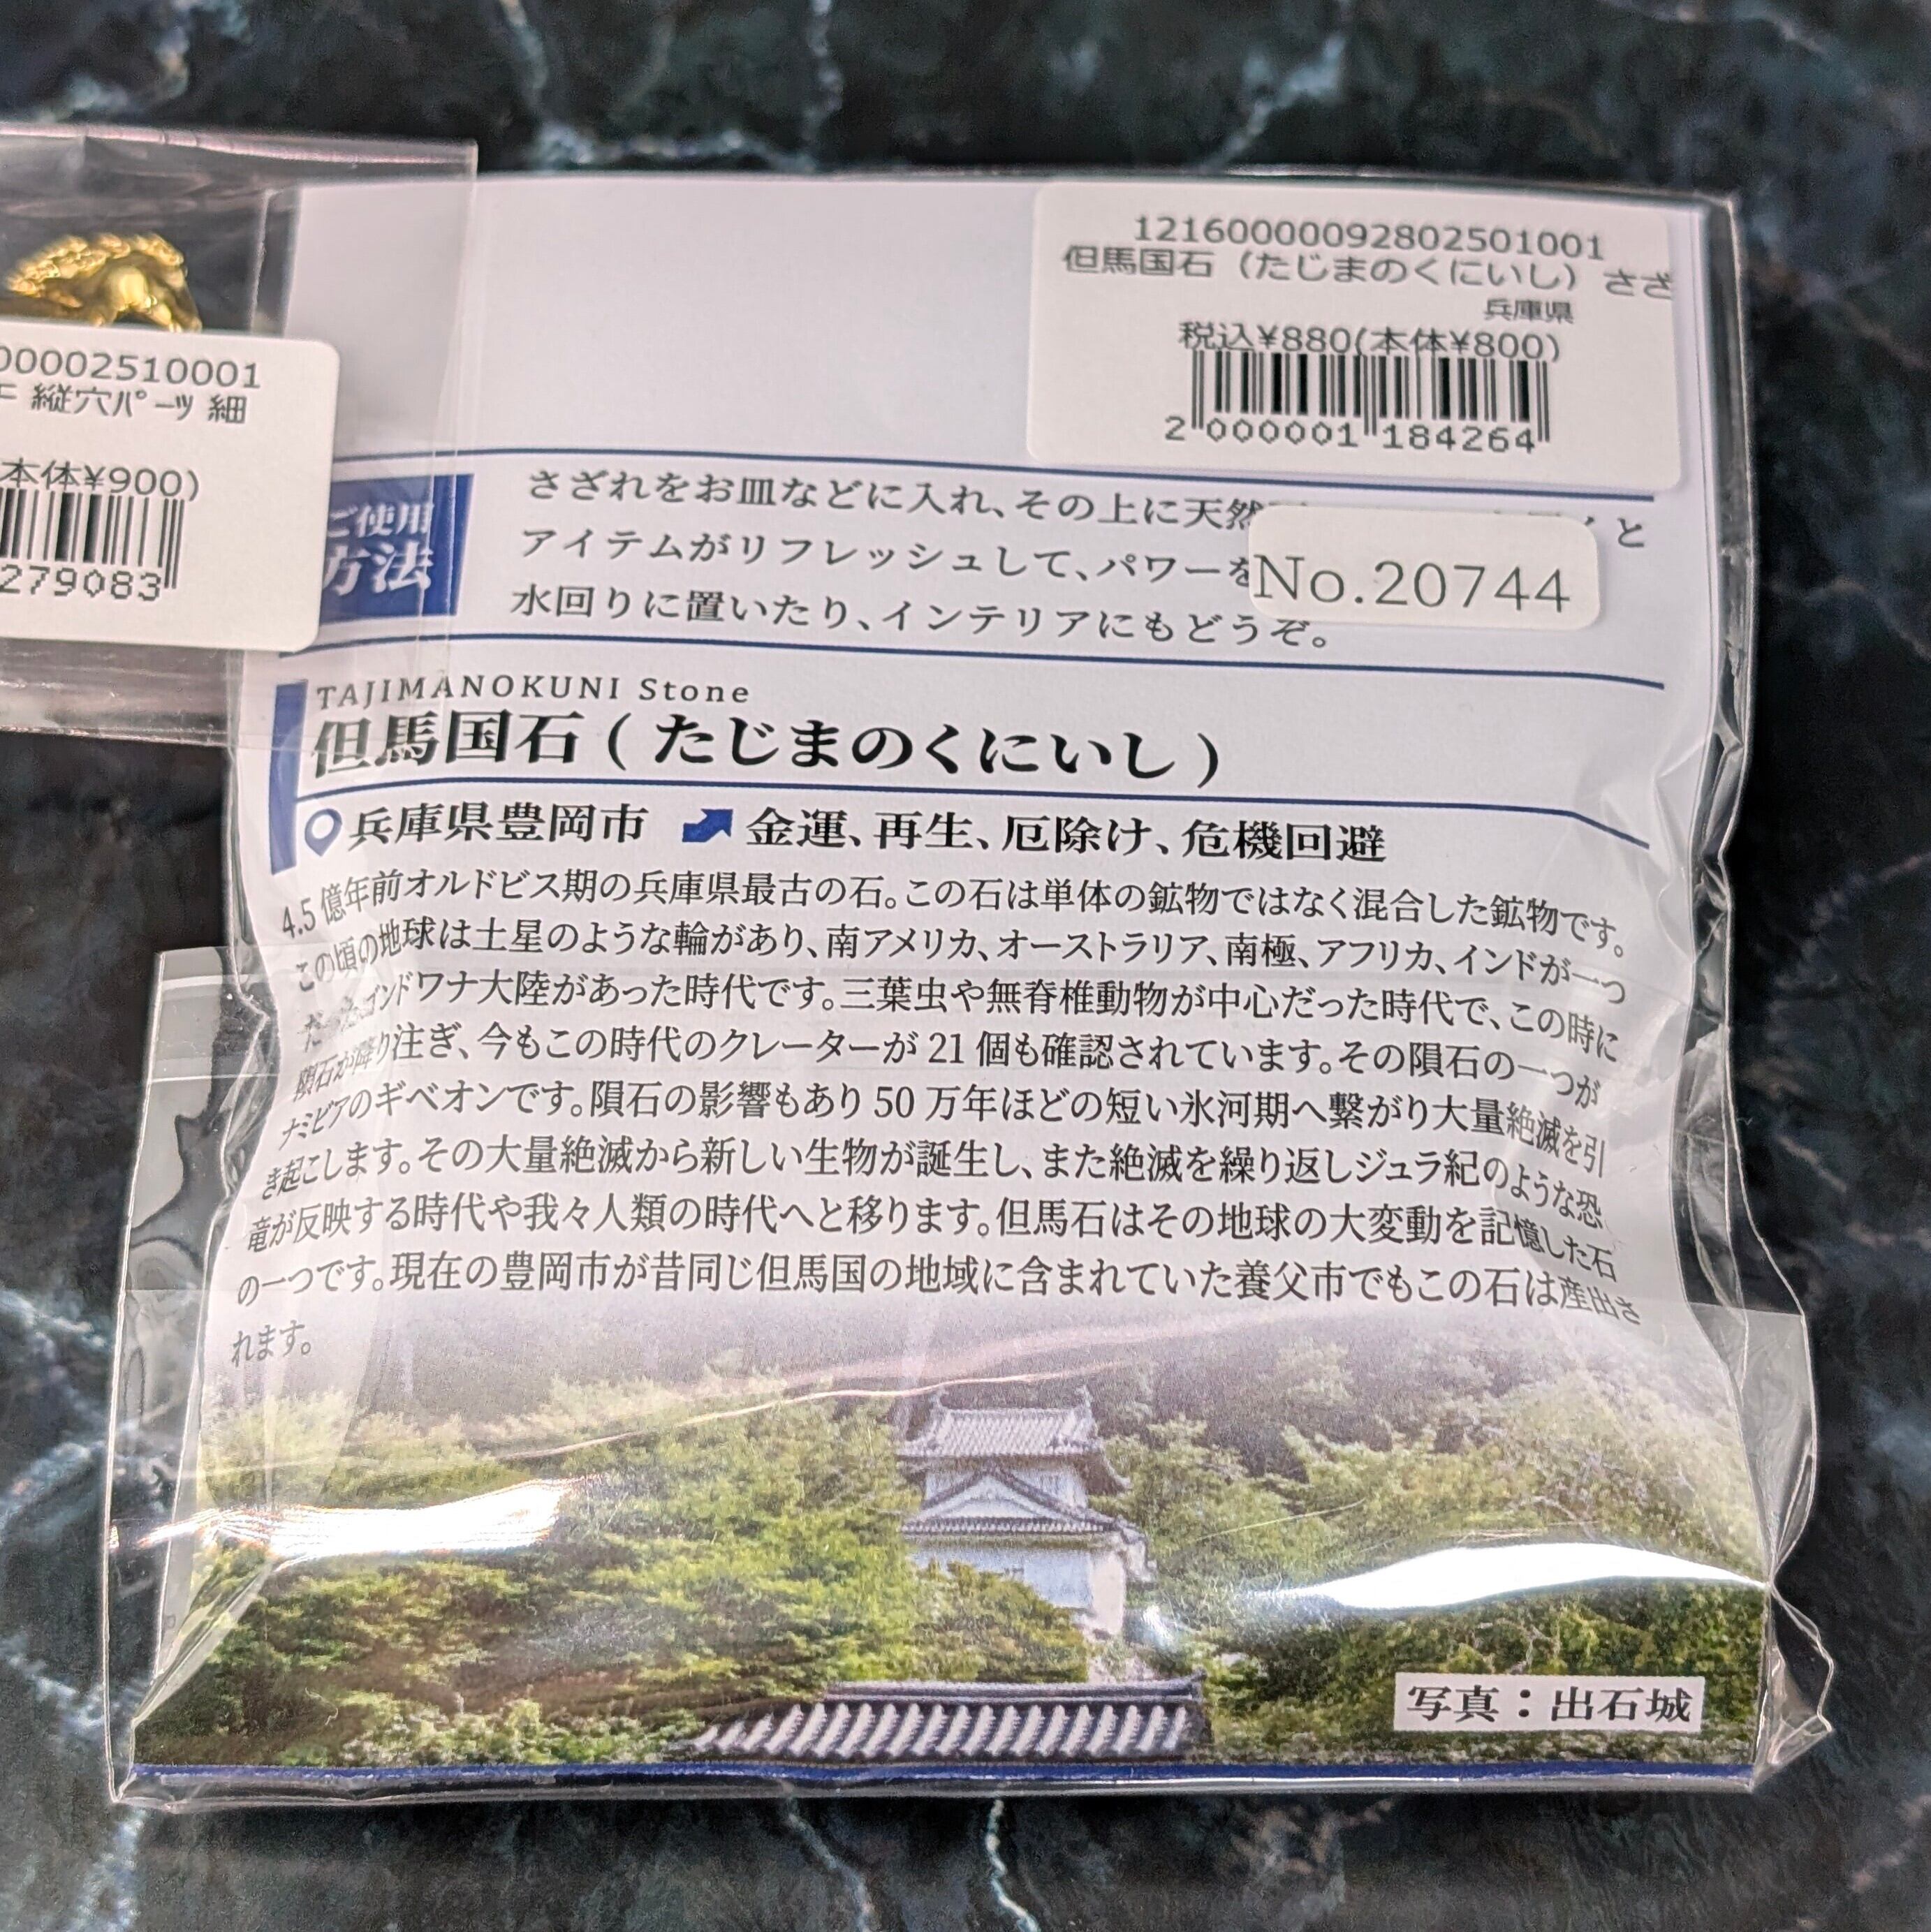 1216000009280250​1001
但馬国石（たじまのくにいし）さざ
兵庫県
税込¥880(本体¥800)
2 000001 184264
00002510001
縦穴ﾊﾟｰﾂ 細
本体¥900)
279083
ご使用
方法
さざれをお皿などに入れ、その上に天然 と
アイテムがリフレッシュして、パワーを
水回りに置いたり、インテリアにもどうぞ。
No.20744
TAJIMANOKUNI Stone
但馬国石(たじまのくにいし)
兵庫県豊岡市 金運、再生、厄除け、危機回避
4.5億年前オルドビス期の兵庫県最古の石。この石は単体の鉱物ではなく混合した鉱物です。
この頃の地球は土星のような輪があり、南アメリカ、オーストラリア、南極、アフリカ、インドが一つ
だったゴンドワナ大陸があった時代です。三葉虫や無脊椎動物が中心だった時代で、この時に
隕石が降り注ぎ、今もこの時代のクレーターが21個も確認されています。その隕石の一つが
ナミビアのギベオンです。隕石の影響もあり50万年ほどの短い氷河期へ繋がり大量絶滅を引
き起こします。その大量絶滅から新しい生物が誕生し、また絶滅を繰り返しジュラ紀のような恐
竜が反映する時代や我々人類の時代へと移ります。但馬石はその地球の大変動を記憶した石
の一つです。現在の豊岡市が昔同じ但馬国の地域に含まれていた養父市でもこの石は産出さ
れます。
写真：出石城